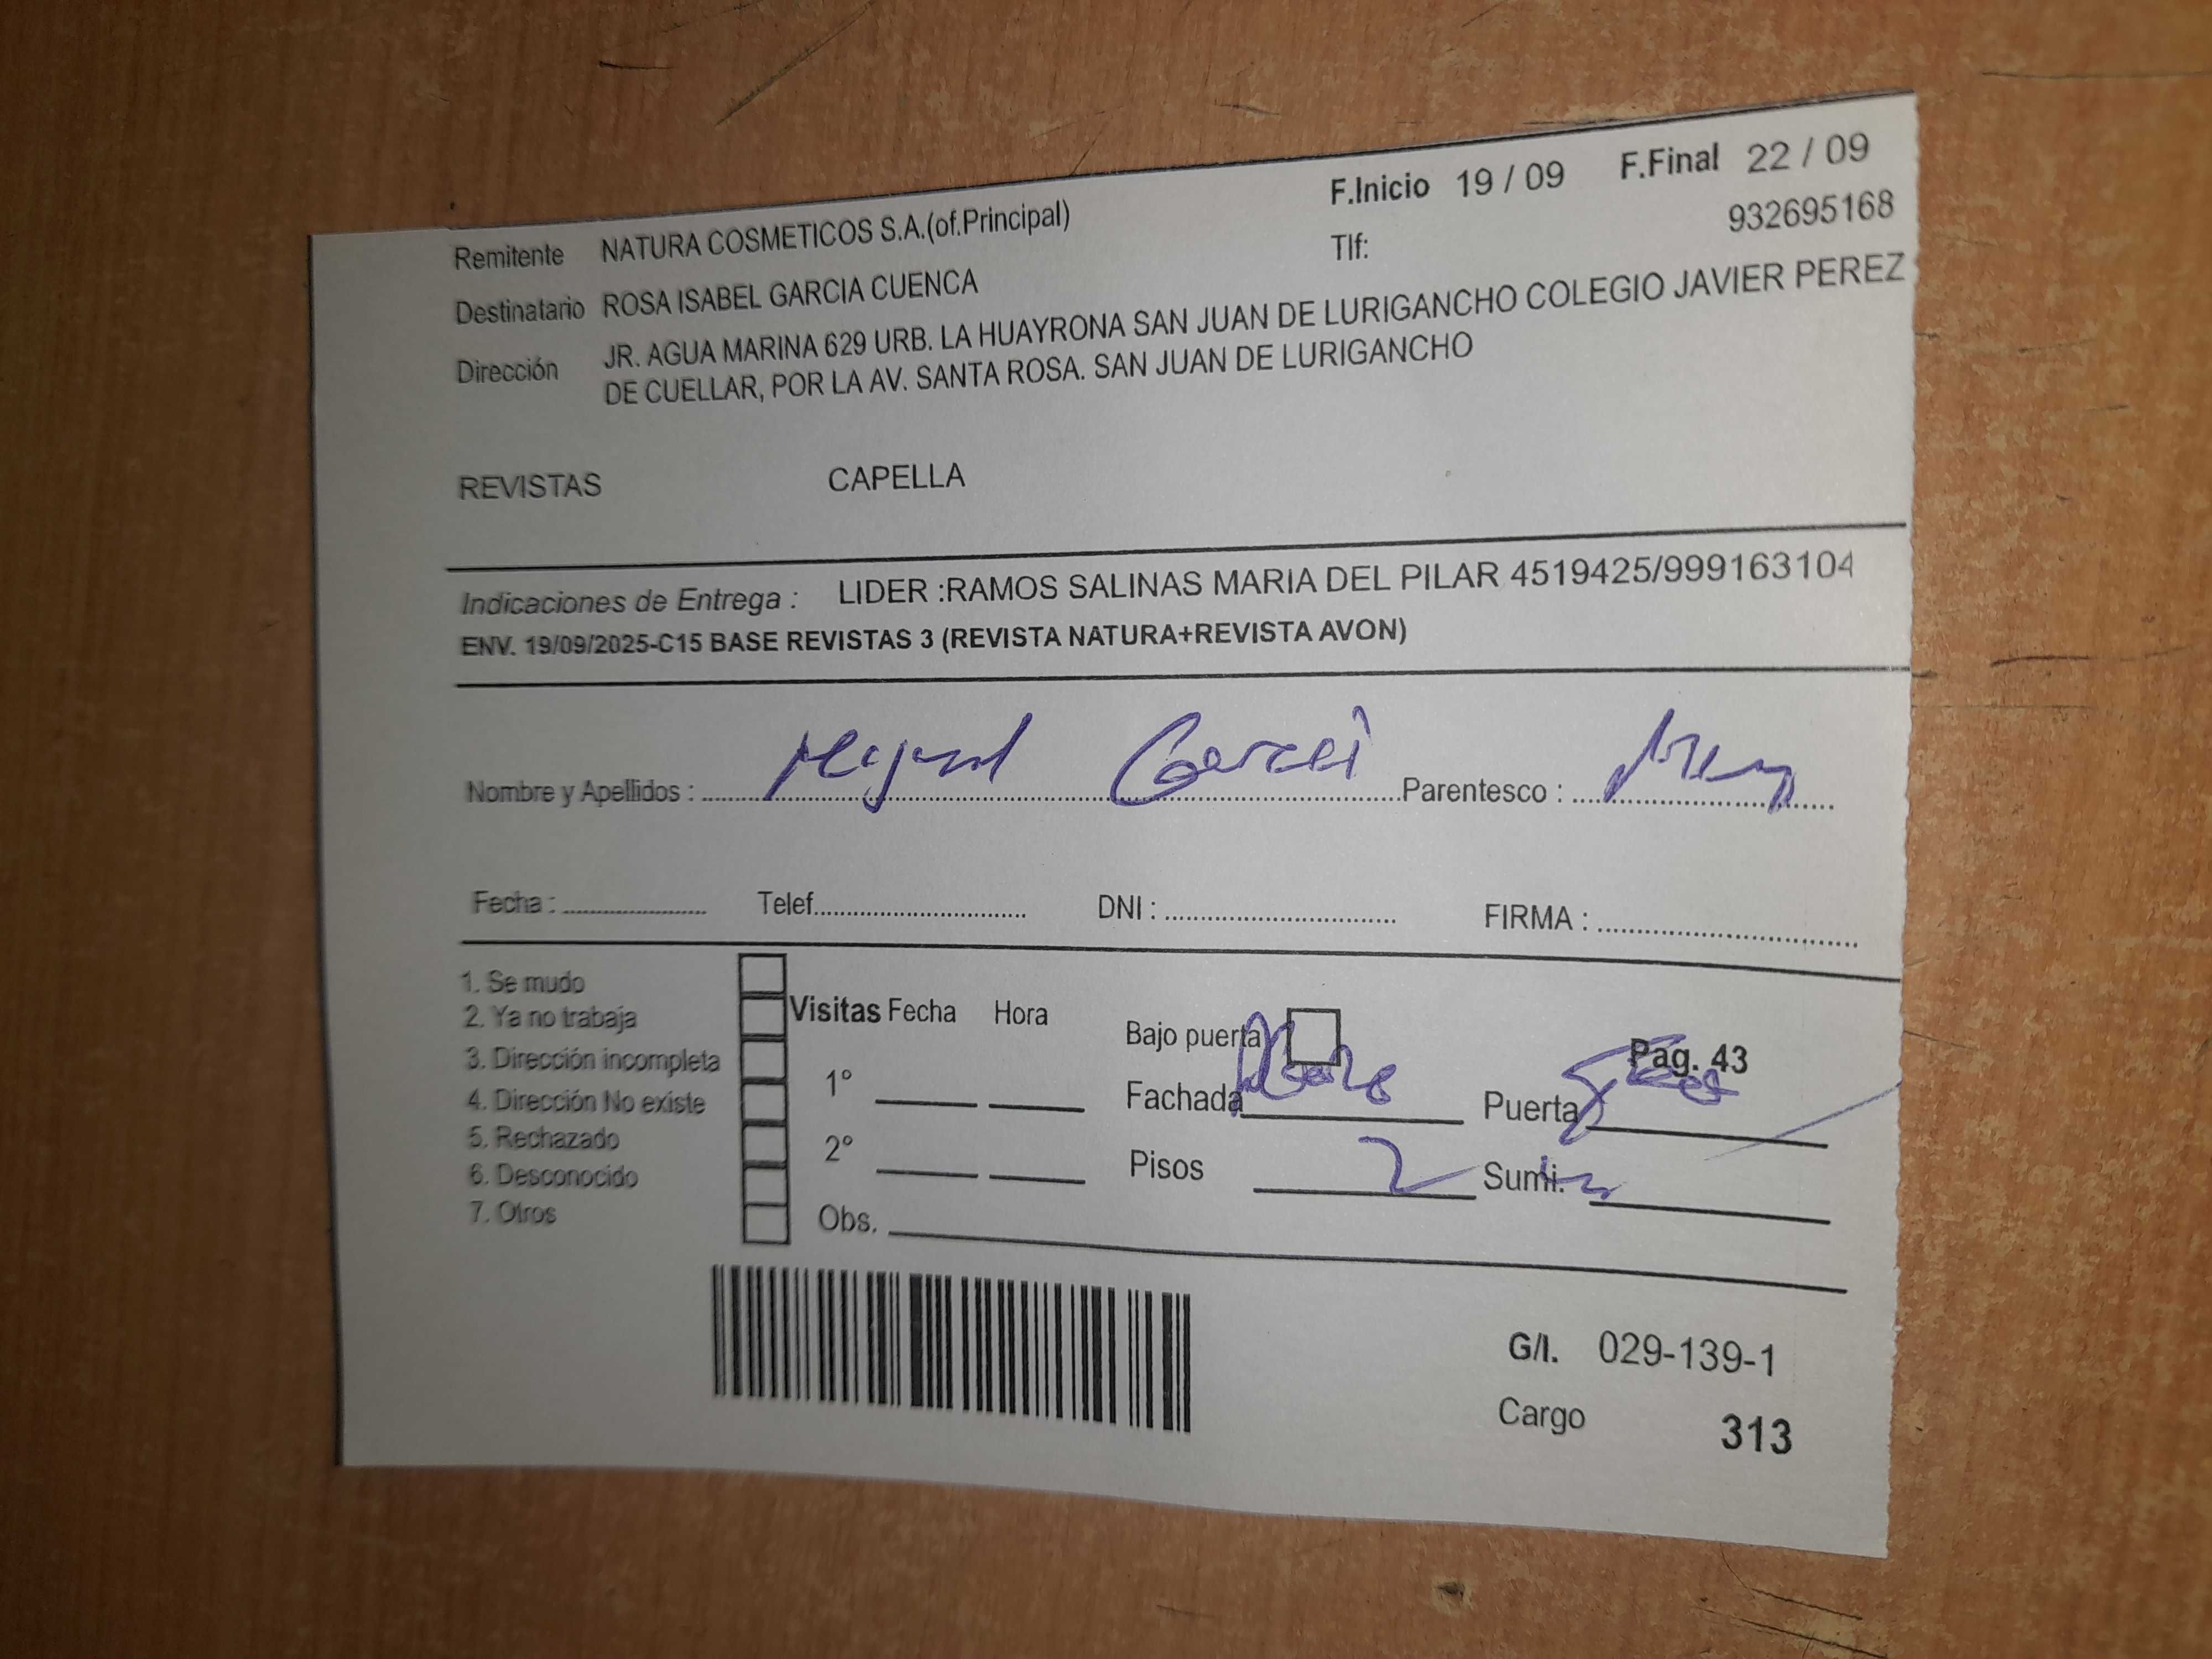 F.Inicio 19 / 09 F.Final 22 / 09
Remitente NATURA COSMETICOS S.A.(of.Principal) Tlf: 932695168
Destinatario ROSA ISABEL GARCIA CUENCA
Dirección JR. AGUA MARINA 629 URB. LA HUAYRONA SAN JUAN DE LURIGANCHO COLEGIO JAVIER PEREZ
DE CUELLAR, POR LA AV. SANTA ROSA. SAN JUAN DE LURIGANCHO
REVISTAS CAPELLA
Indicaciones de Entrega : LIDER :RAMOS SALINAS MARIA DEL PILAR 4519425/999163104
ENV. 19/09/2025-C15 BASE REVISTAS 3 (REVISTA NATURA+REVISTA AVON)
Nombre y Apellidos : Miguel Garcí Parentesco :
Fecha : Telef. DNI : FIRMA :
1. Se mudo
2. Ya no trabaja
3. Dirección incompleta
4. Dirección No existe
5. Rechazado
6. Desconocido
7. Otros
Visitas Fecha Hora
1°
2°
Obs.
Bajo puerta Pag. 43
Fachada Puerta
Pisos 2 Sumi.
G/I. 029-139-1
Cargo 313